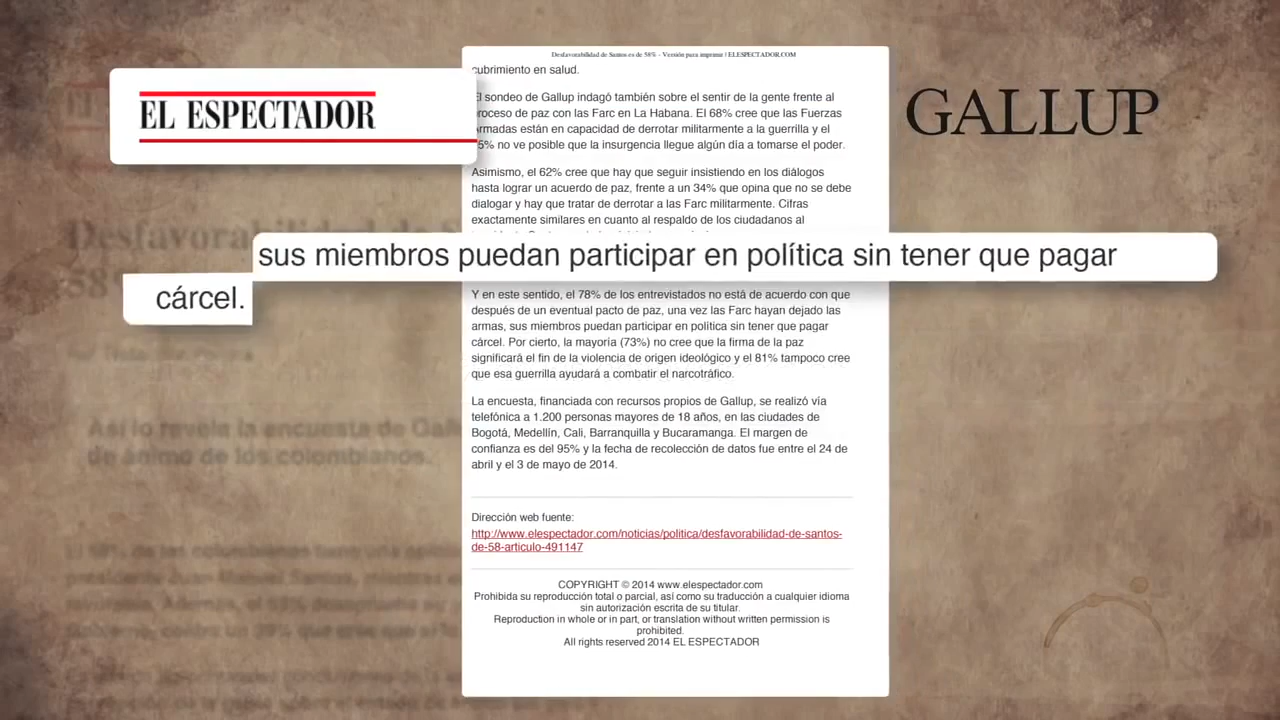 Desfavorabilidad de Santos es de 58% - Versión para imprimir | ELESPECTADOR.COM
cubrimiento en salud.
EL ESPECTADOR
GALLUP
El sondeo de Gallup indagó también sobre el sentir de la gente frente al
proceso de paz con las Farc en La Habana. El 68% cree que las Fuerzas
Armadas están en capacidad de derrotar militarmente a la guerrilla y el
5% no ve posible que la insurgencia llegue algún día a tomarse el poder.
Asimismo, el 62% cree que hay que seguir insistiendo en los diálogos
hasta lograr un acuerdo de paz, frente a un 34% que opina que no se debe
dialogar y hay que tratar de derrotar a las Farc militarmente. Cifras
exactamente similares en cuanto al respaldo de los ciudadanos al
sus miembros puedan participar en política sin tener que pagar
cárcel.
Y en este sentido, el 78% de los entrevistados no está de acuerdo con que
después de un eventual pacto de paz, una vez las Farc hayan dejado las
armas, sus miembros puedan participar en política sin tener que pagar
cárcel. Por cierto, la mayoría (73%) no cree que la firma de la paz
significará el fin de la violencia de origen ideológico y el 81% tampoco cree
que esa guerrilla ayudará a combatir el narcotráfico.
La encuesta, financiada con recursos propios de Gallup, se realizó vía
telefónica a 1.200 personas mayores de 18 años, en las ciudades de
Bogotá, Medellín, Cali, Barranquilla y Bucaramanga. El margen de
confianza es del 95% y la fecha de recolección de datos fue entre el 24 de
abril y el 3 de mayo de 2014.
Así lo revela la encuesta de Gall
de ánimo de los colombianos.
Dirección web fuente:
http://www.elespectador.com/noticias/politica/desfavorabilidad-de-santos-
de-58-articulo-491147
COPYRIGHT © 2014 www.elespectador.com
Prohibida su reproducción total o parcial, así como su traducción a cualquier idioma
sin autorización escrita de su titular.
Reproduction in whole or in part, or translation without written permission is
prohibited.
All rights reserved 2014 EL ESPECTADOR